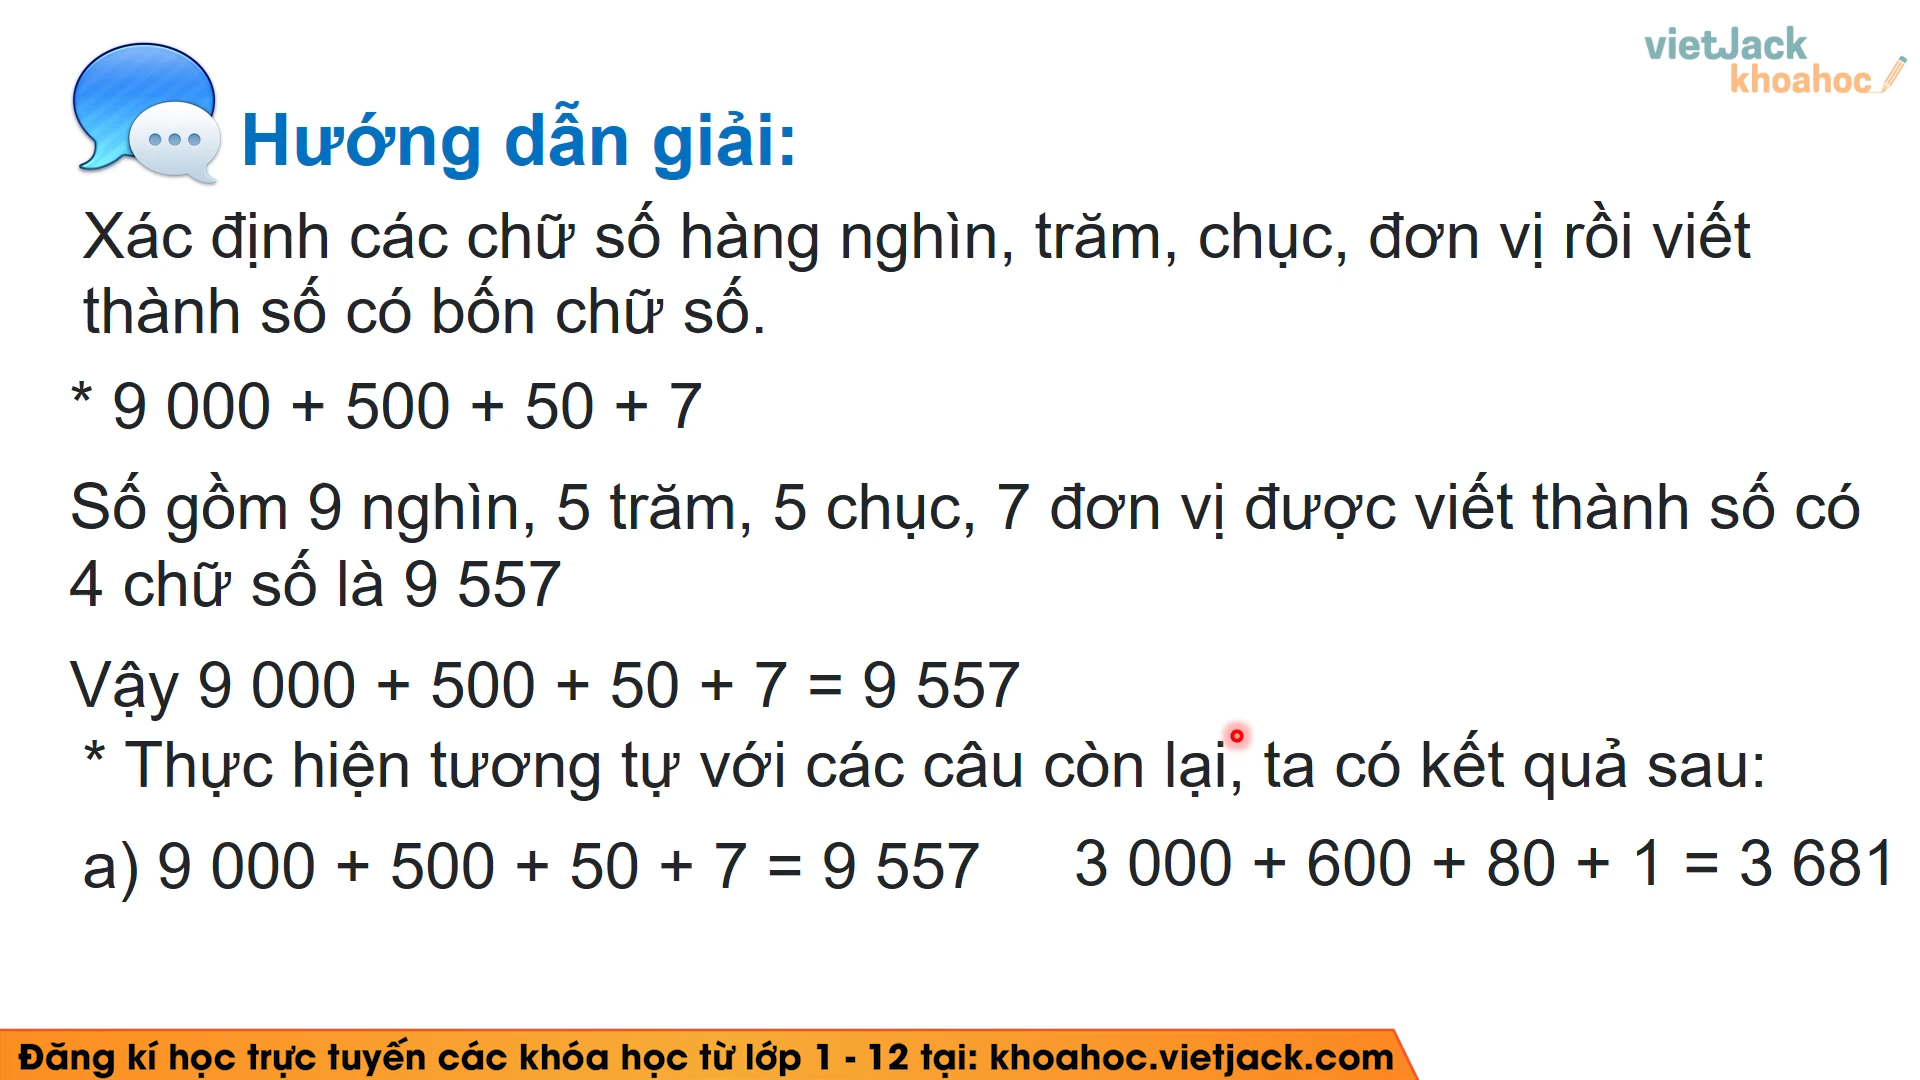 vietJack
khoahoc
Hướng dẫn giải:
Xác định các chữ số hàng nghìn, trăm, chục, đơn vị rồi viết
thành số có bốn chữ số.
* 9 000 + 500 + 50 + 7
Số gồm 9 nghìn, 5 trăm, 5 chục, 7 đơn vị được viết thành số có
4 chữ số là 9 557
Vậy 9 000 + 500 + 50 + 7 = 9 557
* Thực hiện tương tự với các câu còn lại, ta có kết quả sau:
a) 9 000 + 500 + 50 + 7 = 9 557 3 000 + 600 + 80 + 1 = 3 681
Đăng kí học trực tuyến các khóa học từ lớp 1 - 12 tại: khoahoc.vietjack.com